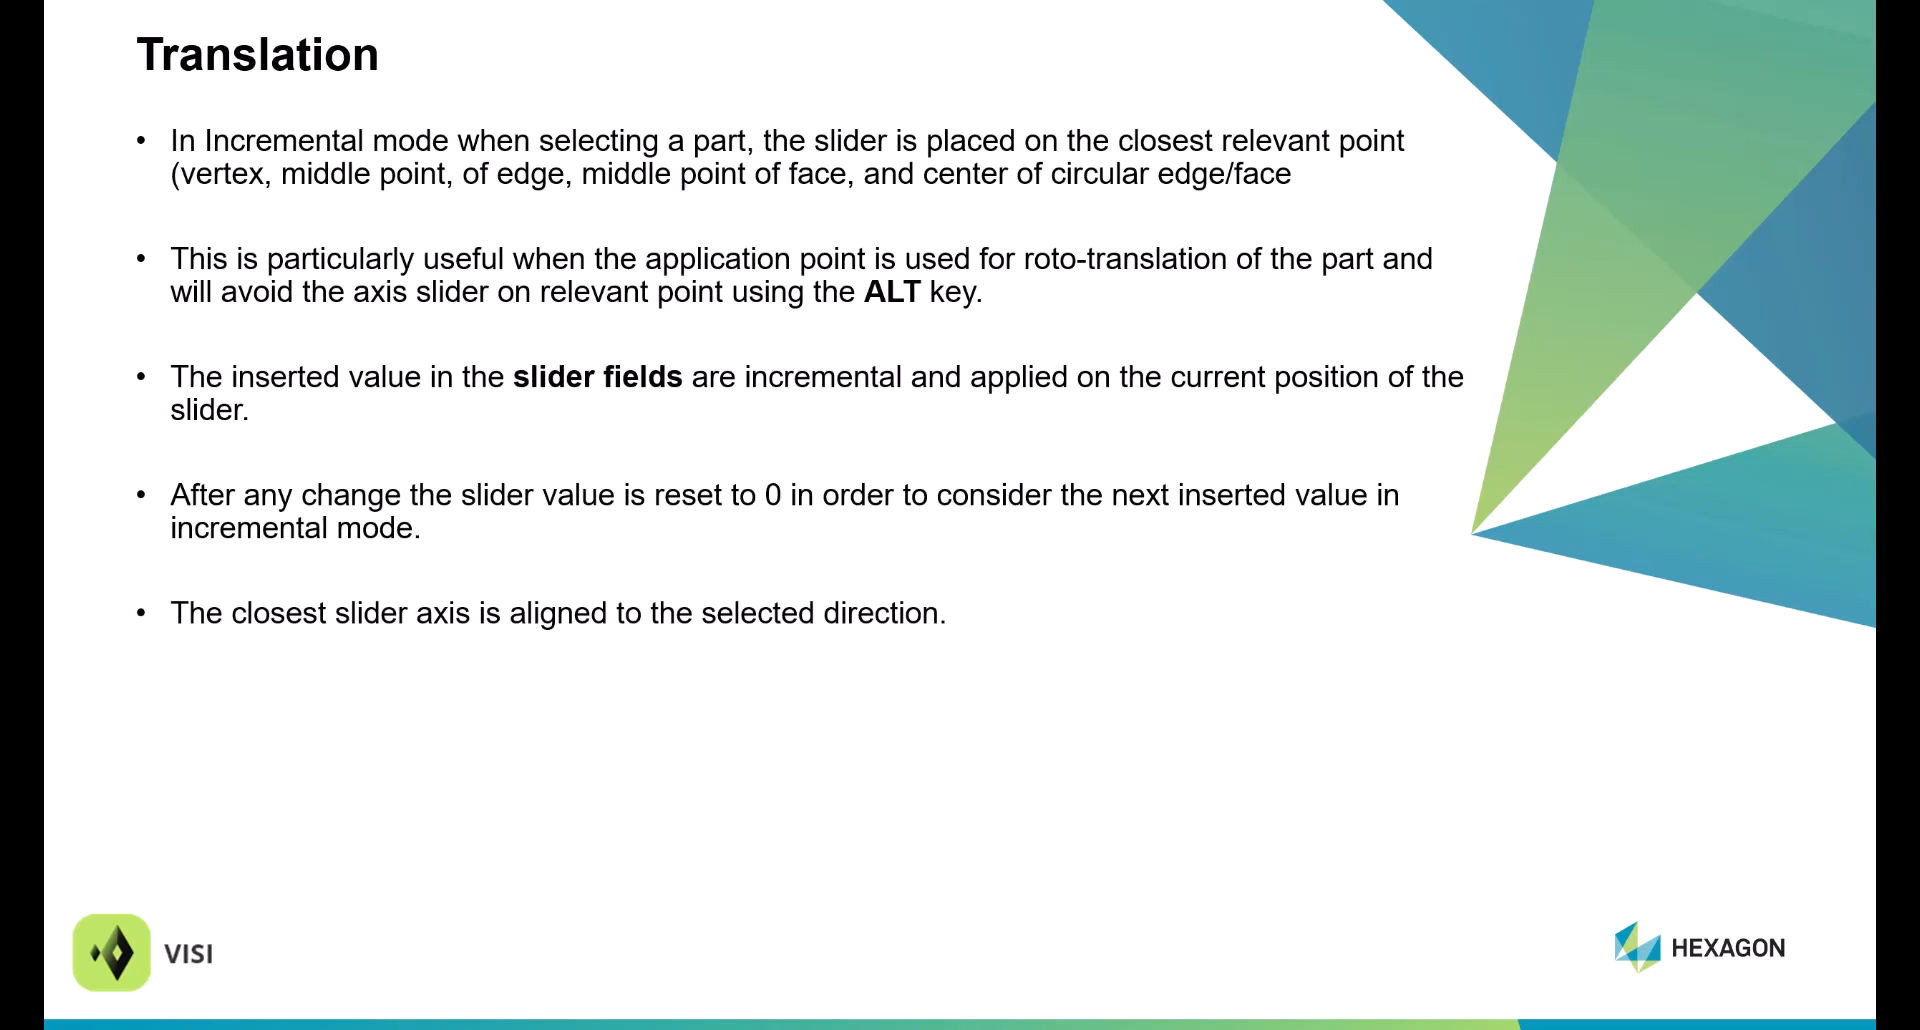 Translation
• In Incremental mode when selecting a part, the slider is placed on the closest relevant point
(vertex, middle point, of edge, middle point of face, and center of circular edge/face
• This is particularly useful when the application point is used for roto-translation of the part and
will avoid the axis slider on relevant point using the ALT key.
• The inserted value in the slider fields are incremental and applied on the current position of the
slider.
• After any change the slider value is reset to 0 in order to consider the next inserted value in
incremental mode.
• The closest slider axis is aligned to the selected direction.
VISI
HEXAGON